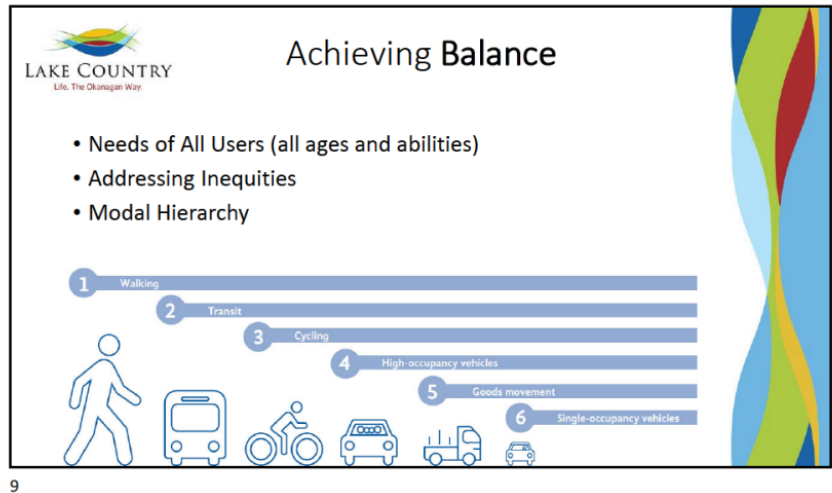 Achieving Balance
LAKE COUNTRY
Life. The Okanagan Way.
• Needs of All Users (all ages and abilities)
• Addressing Inequities
• Modal Hierarchy
1 Walking
2 Transit
3 Cycling
4 High-occupancy vehicles
5 Goods movement
6 Single-occupancy vehicles
9